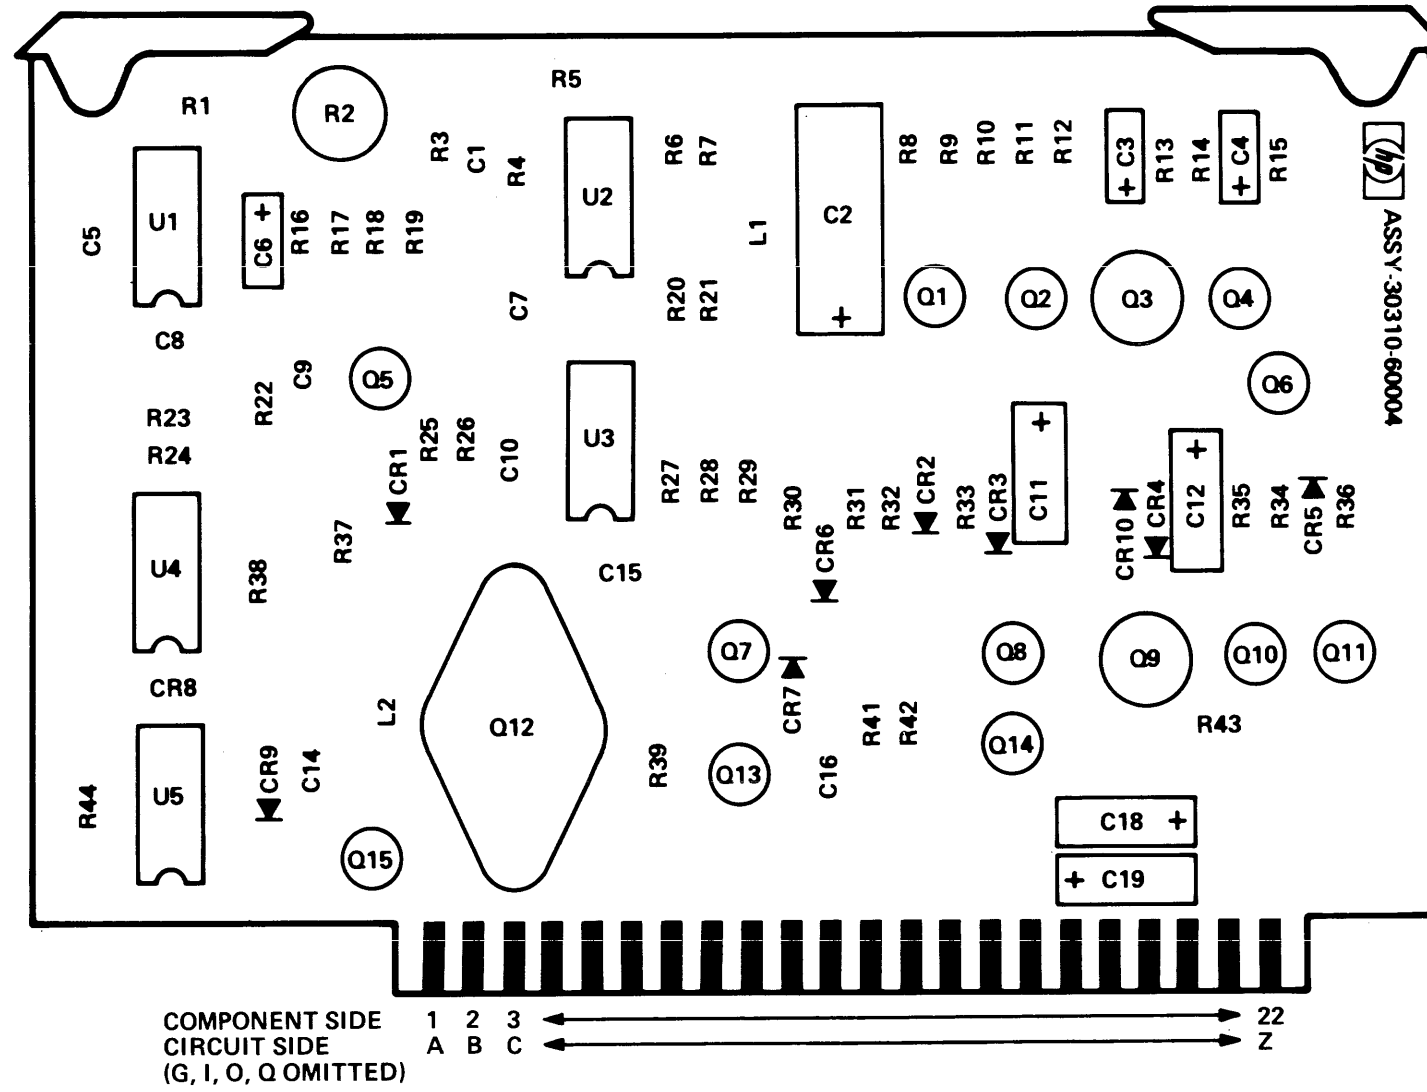 R5
R1
R2
R3
C1
R4
U2
R6
R7
C2
R8
R9
R10
R11
R12
+ C3
R13
R14
+ C4
R15
hp
ASSY-30310-60004
U1
C5
C6 +
R16
R17
R18
R19
L1
C7
R20
R21
+
Q1
Q2
Q3
Q4
C8
C9
Q5
Q6
R22
R23
R24
R25
R26
C10
U3
CR1
R27
R28
R29
R30
R31
R32
CR2
R33
CR3
+
C11
CR10
CR4
+
C12
R35
R34
CR5
R36
R37
CR6
U4
R38
C15
Q7
Q8
Q9
Q10
Q11
CR8
CR7
L2
Q12
R41
R42
R43
Q14
R39
Q13
C16
CR9
C14
R44
U5
C18 +
+ C19
Q15
COMPONENT SIDE 1 2 3 22
CIRCUIT SIDE A B C Z
(G, I, O, Q OMITTED)